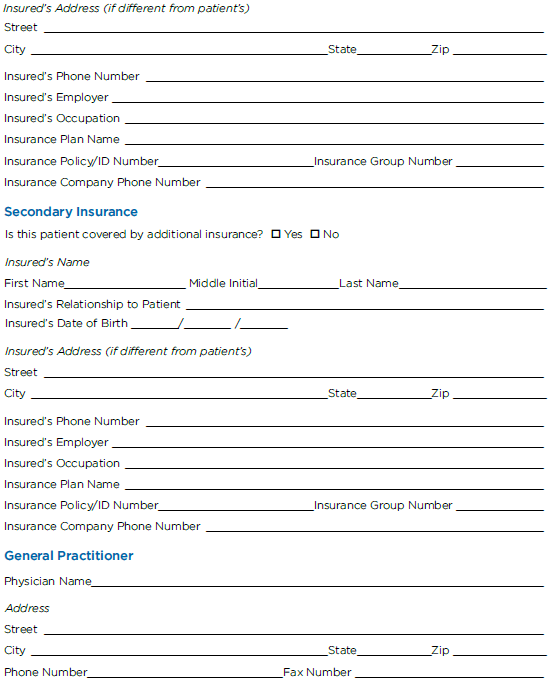 Insured's Address (if different from patient's)
Street
City State Zip
Insured's Phone Number
Insured's Employer
Insured's Occupation
Insurance Plan Name
Insurance Policy/ID Number Insurance Group Number
Insurance Company Phone Number
Secondary Insurance
Is this patient covered by additional insurance? Yes No
Insured's Name
First Name Middle Initial Last Name
Insured's Relationship to Patient
Insured's Date of Birth / /
Insured's Address (if different from patient's)
Street
City State Zip
Insured's Phone Number
Insured's Employer
Insured's Occupation
Insurance Plan Name
Insurance Policy/ID Number Insurance Group Number
Insurance Company Phone Number
General Practitioner
Physician Name
Address
Street
City State Zip
Phone Number Fax Number